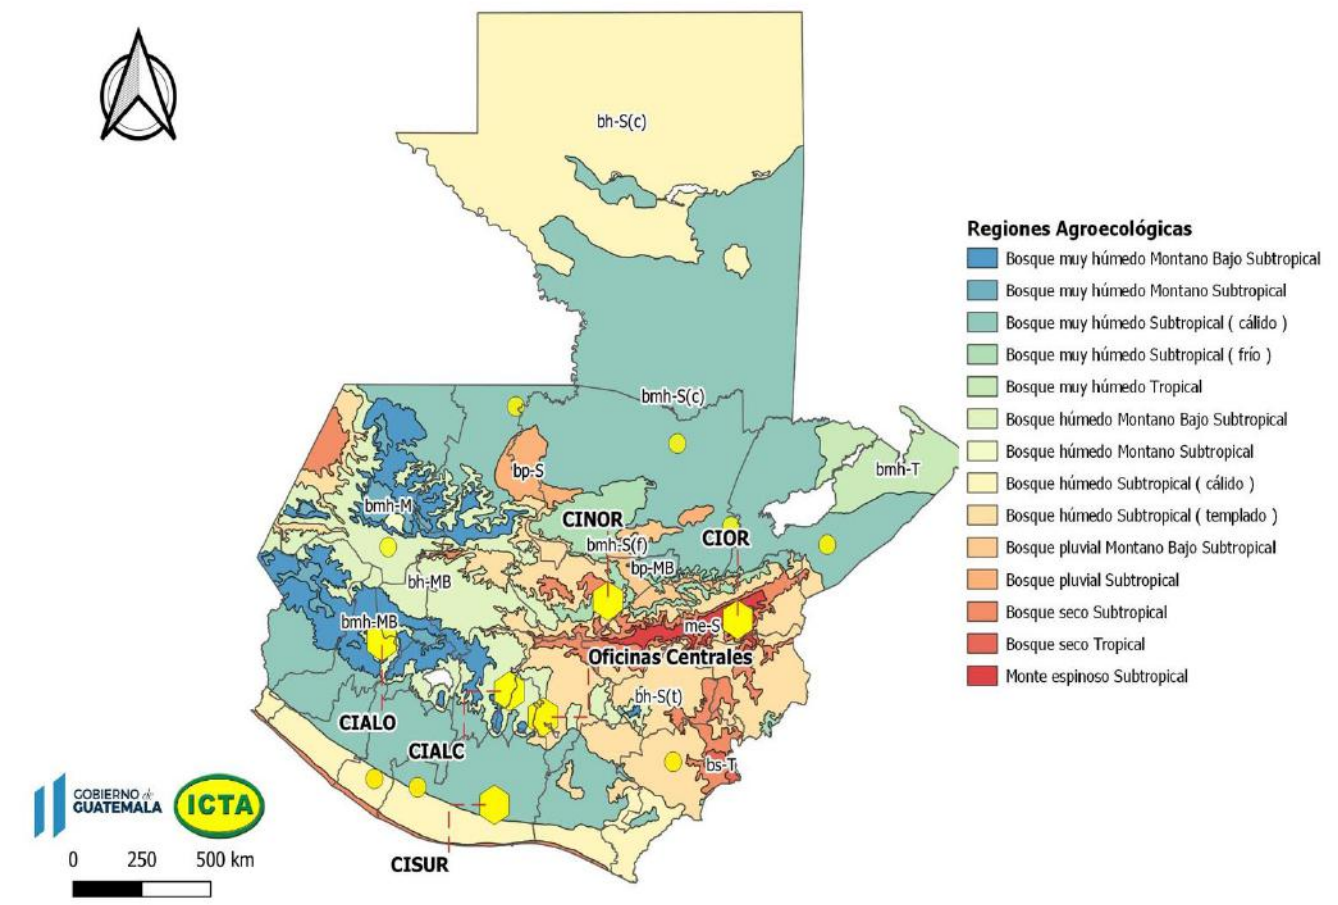 bh-S(c)
Regiones Agroecológicas
Bosque muy húmedo Montano Bajo Subtropical
Bosque muy húmedo Montano Subtropical
Bosque muy húmedo Subtropical ( cálido )
Bosque muy húmedo Subtropical ( frío )
Bosque muy húmedo Tropical
Bosque húmedo Montano Bajo Subtropical
Bosque húmedo Montano Subtropical
Bosque húmedo Subtropical ( cálido )
Bosque húmedo Subtropical ( templado )
Bosque pluvial Montano Bajo Subtropical
Bosque pluvial Subtropical
Bosque seco Subtropical
Bosque seco Tropical
Monte espinoso Subtropical
bmh-S(c)
bp-S
bmh-T
bmh-M
CINOR
CIOR
bmh-S(f)
bp-MB
bh-MB
bmh-MB
me-S
Oficinas Centrales
bh-S(t)
CIALO
CIALC
bs-T
CISUR
GOBIERNO de
GUATEMALA
ICTA
0 250 500 km